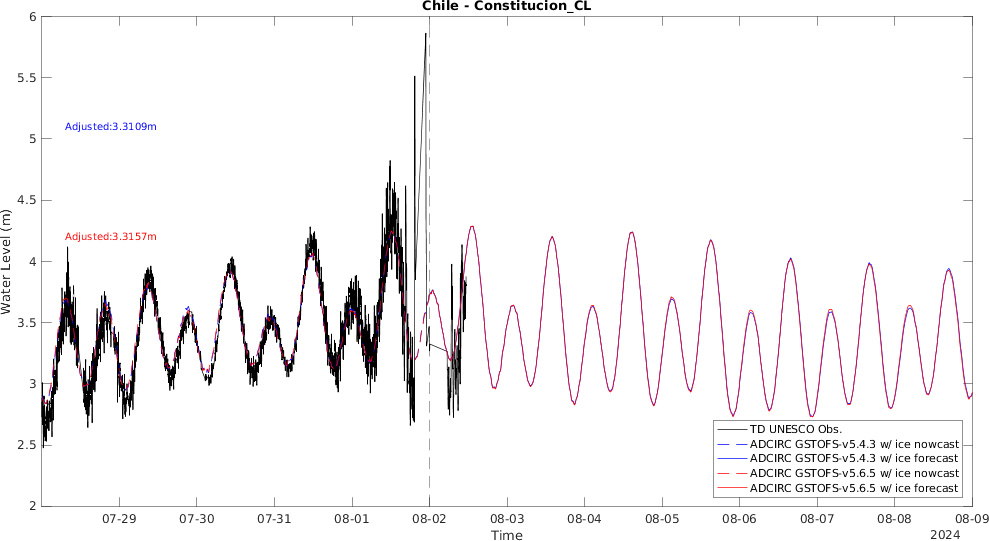 Chile - Constitucion_CL
6
5.5
5
4.5
4
3.5
3
2.5
2
Water Level (m)
Adjusted:3.3109m
Adjusted:3.3157m
TD UNESCO Obs.
ADCIRC GSTOFS-v5.4.3 w/ ice nowcast
ADCIRC GSTOFS-v5.4.3 w/ ice forecast
ADCIRC GSTOFS-v5.6.5 w/ ice nowcast
ADCIRC GSTOFS-v5.6.5 w/ ice forecast
07-29 07-30 07-31 08-01 08-02 08-03 08-04 08-05 08-06 08-07 08-08 08-09
Time
2024